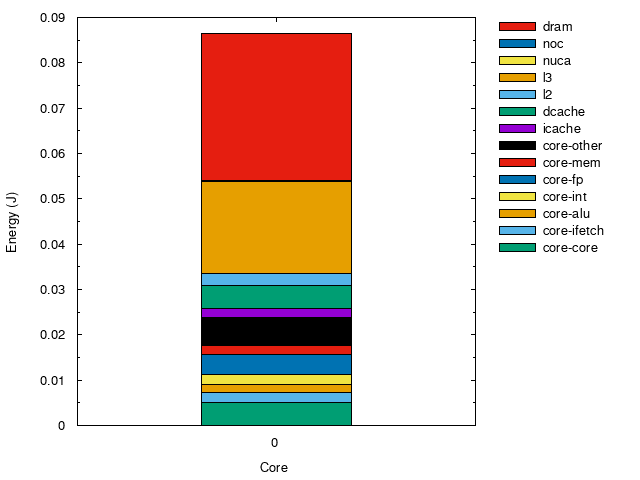 0.09
0.08
0.07
0.06
0.05
0.04
0.03
0.02
0.01
0
Energy (J)
0
Core
dram
noc
nuca
l3
l2
dcache
icache
core-other
core-mem
core-fp
core-int
core-alu
core-ifetch
core-core